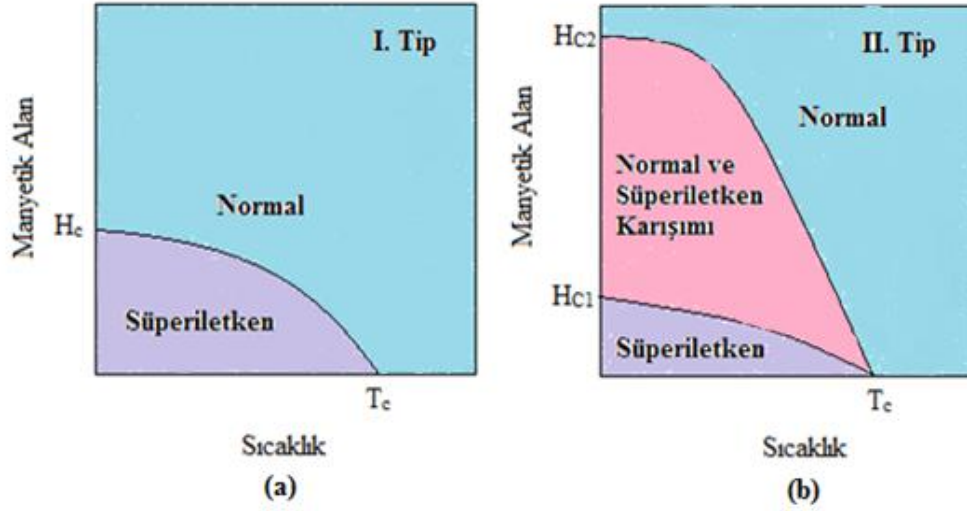 I. Tip
Manyetik Alan
Hc
Normal
Süperiletken
Tc
Sıcaklık
(a)
II. Tip
Manyetik Alan
HC2
Normal
Normal ve
Süperiletken
Karışımı
HC1
Süperiletken
Tc
Sıcaklık
(b)